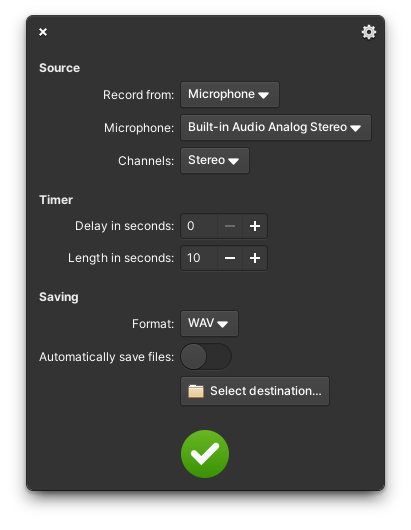 Source
Record from: Microphone
Microphone: Built-in Audio Analog Stereo
Channels: Stereo
Timer
Delay in seconds: 0
Length in seconds: 10
Saving
Format: WAV
Automatically save files:
Select destination...